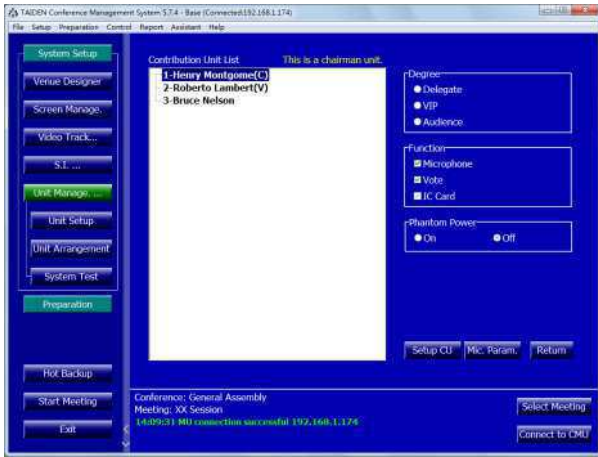 TAIDEN Conference Management System 5.7.4 - Base (Connected:192.168.1.174)
File Setup Preparation Control Report Assistant Help
System Setup
Venue Designer
Screen Manage.
Video Track...
S.I. ...
Unit Manage. ...
Unit Setup
Unit Arrangement
System Test
Preparation
Hot Backup
Start Meeting
Exit
Contribution Unit List
This is a chairman unit.
1-Henry Montgome(C)
2-Roberto Lambert(V)
3-Bruce Nelson
Degree
Delegate
VIP
Audience
Function
Microphone
Vote
IC Card
Phantom Power
On Off
Setup CU Mic. Param. Return
Conference: General Assembly
Meeting: XX Session
14:09:31 MU connection successful 192.168.1.174
Select Meeting
Connect to CMU